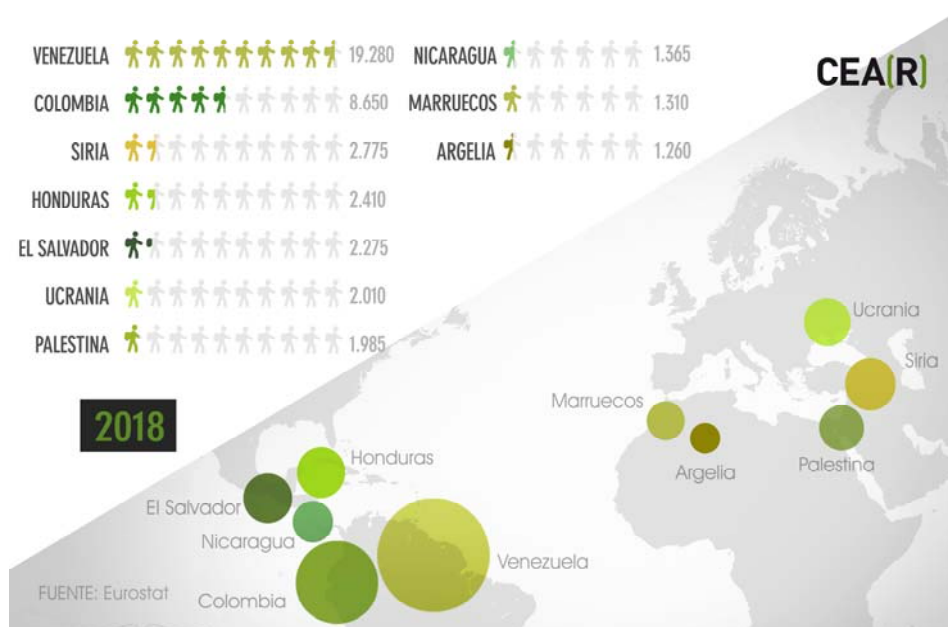 VENEZUELA 19.280
COLOMBIA 8.650
SIRIA 2.775
HONDURAS 2.410
EL SALVADOR 2.275
UCRANIA 2.010
PALESTINA 1.985
NICARAGUA 1.365
MARRUECOS 1.310
ARGELIA 1.260
CEA(R)
2018
Ucrania
Siria
Marruecos
Argelia
Palestina
Honduras
El Salvador
Nicaragua
Venezuela
Colombia
FUENTE: Eurostat